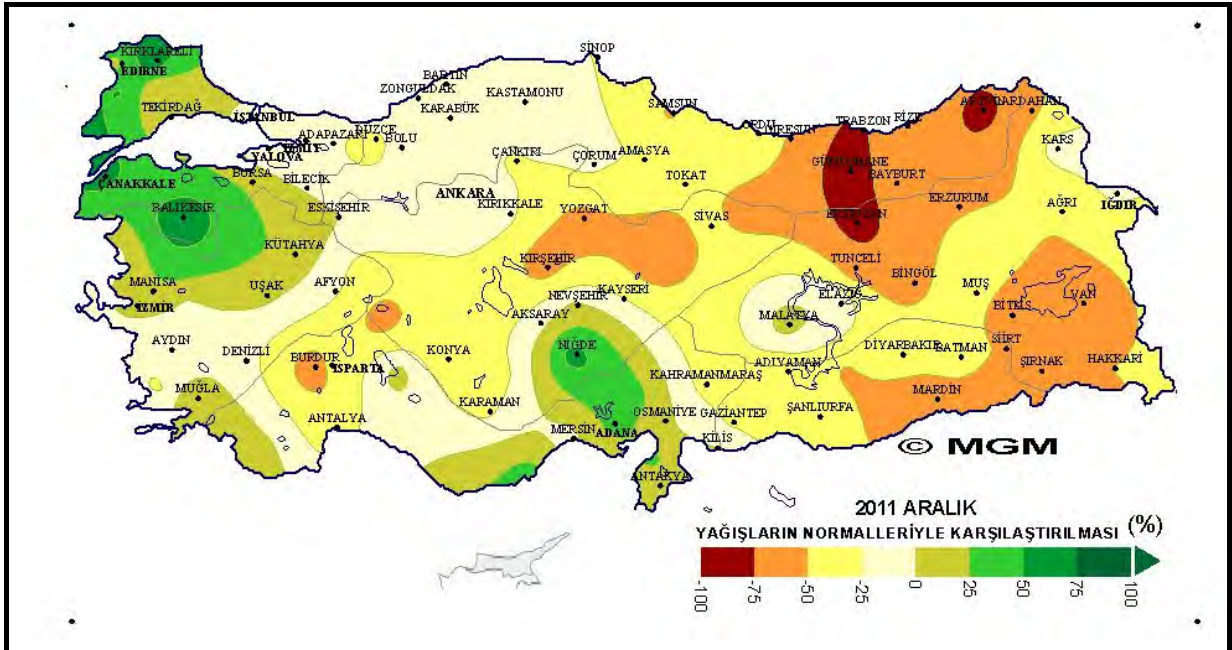 SİNOP
KIRKLARELİ
EDİRNE
BARTIN
ZONGULDAK
KASTAMONU
KARABÜK
TEKİRDAĞ
İSTANBUL
SAMSUN
ARDAHAN
ORDU
TRABZON
RİZE
ADAPAZARI
DÜZCE
BOLU
KARS
YALOVA
ÇANKIRI
ÇORUM
AMASYA
GÜMÜŞHANE
ÇANAKKALE
BURSA
BİLECİK
ANKARA
TOKAT
BAYBURT
KIRIKKALE
ERZURUM
IĞDIR
BALIKESİR
ESKİŞEHİR
YOZGAT
SİVAS
AĞRI
KÜTAHYA
KIRŞEHİR
TUNCELİ
BİNGÖL
MANİSA
UŞAK
AFYON
NEVŞEHİR
KAYSERİ
ELAZIĞ
MUŞ
BİTLİS
VAN
İZMİR
AKSARAY
MALATYA
AYDIN
DENİZLİ
BURDUR
ISPARTA
KONYA
NİĞDE
ADIYAMAN
DİYARBAKIR
BATMAN
SİİRT
ŞIRNAK
HAKKARİ
MUĞLA
KAHRAMANMARAŞ
MARDİN
ANTALYA
KARAMAN
MERSİN
ADANA
OSMANİYE
GAZİANTEP
ŞANLIURFA
KİLİS
© MGM
ANTAKYA
2011 ARALIK
YAĞIŞLARIN NORMALLERİYLE KARŞILAŞTIRILMASI (%)
-100 -75 -50 -25 0 25 50 75 100